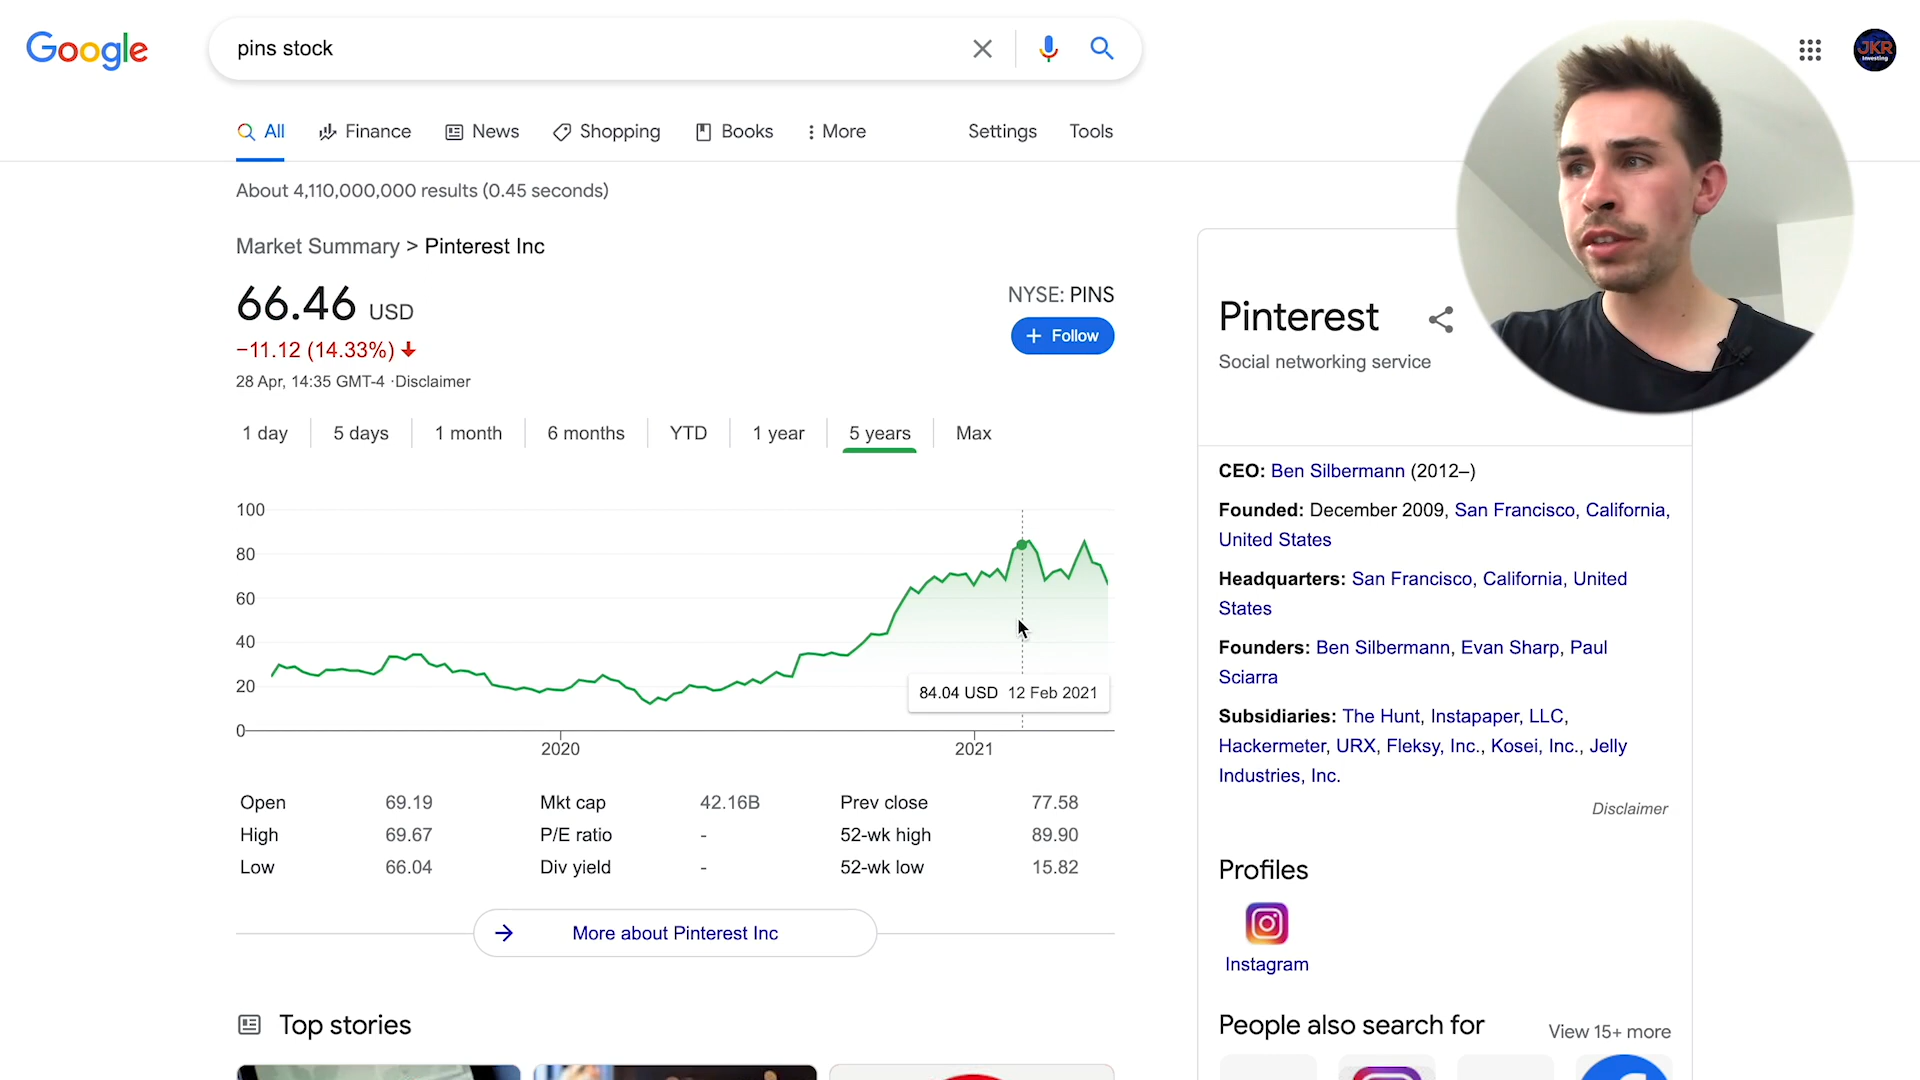 Google
pins stock
JKR
Investing
All
Finance
News
Shopping
Books
More
Settings
Tools
About 4,110,000,000 results (0.45 seconds)
Market Summary > Pinterest Inc
66.46 USD
−11.12 (14.33%)
28 Apr, 14:35 GMT-4 ·Disclaimer
NYSE: PINS
+ Follow
1 day
5 days
1 month
6 months
YTD
1 year
5 years
Max
100
80
60
40
20
0
84.04 USD 12 Feb 2021
2020
2021
Open 69.19
High 69.67
Low 66.04
Mkt cap 42.16B
P/E ratio -
Div yield -
Prev close 77.58
52-wk high 89.90
52-wk low 15.82
More about Pinterest Inc
Top stories
Pinterest
Social networking service
CEO: Ben Silbermann (2012–)
Founded: December 2009, San Francisco, California,
United States
Headquarters: San Francisco, California, United
States
Founders: Ben Silbermann, Evan Sharp, Paul
Sciarra
Subsidiaries: The Hunt, Instapaper, LLC,
Hackermeter, URX, Fleksy, Inc., Kosei, Inc., Jelly
Industries, Inc.
Disclaimer
Profiles
Instagram
People also search for
View 15+ more